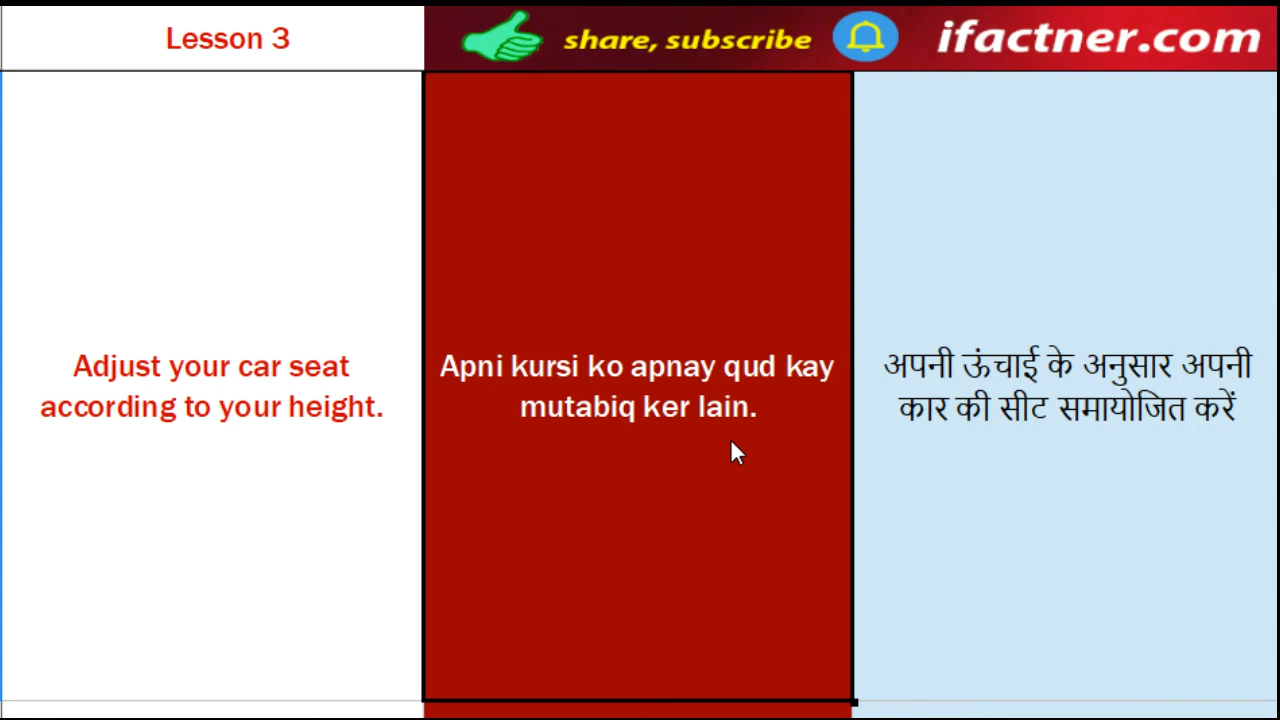 Lesson 3
share, subscribe
ifactner.com
Adjust your car seat
according to your height.
Apni kursi ko apnay qud kay
mutabiq ker lain.
अपनी ऊंचाई के अनुसार अपनी
कार की सीट समायोजित करें